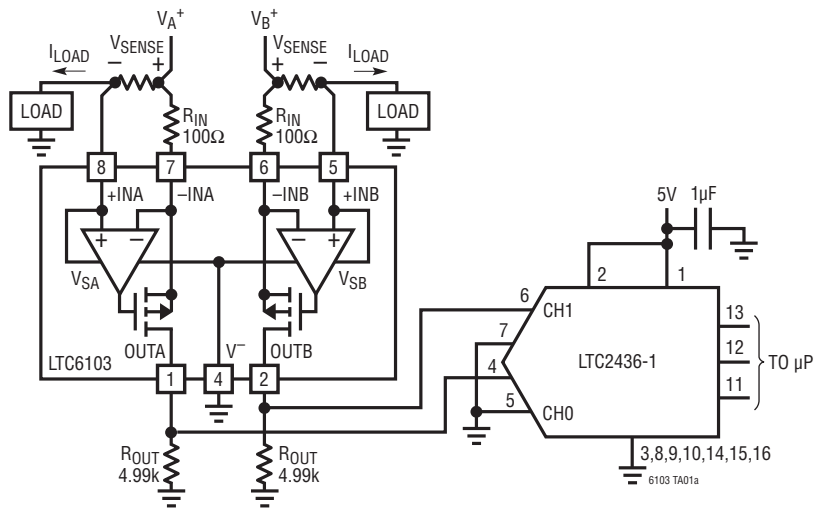 VA+ VB+
VSENSE VSENSE
ILOAD − + + − ILOAD
LOAD RIN 100Ω RIN 100Ω LOAD
8 7 6 5
+INA −INA −INB +INB
+ − − +
VSA VSB
LTC6103 OUTA V− OUTB
1 4 2
ROUT 4.99k ROUT 4.99k
5V 1µF
2 1
6 CH1 13
7 LTC2436-1 12 TO µP
4 11
5 CH0
3,8,9,10,14,15,16
6103 TA01a